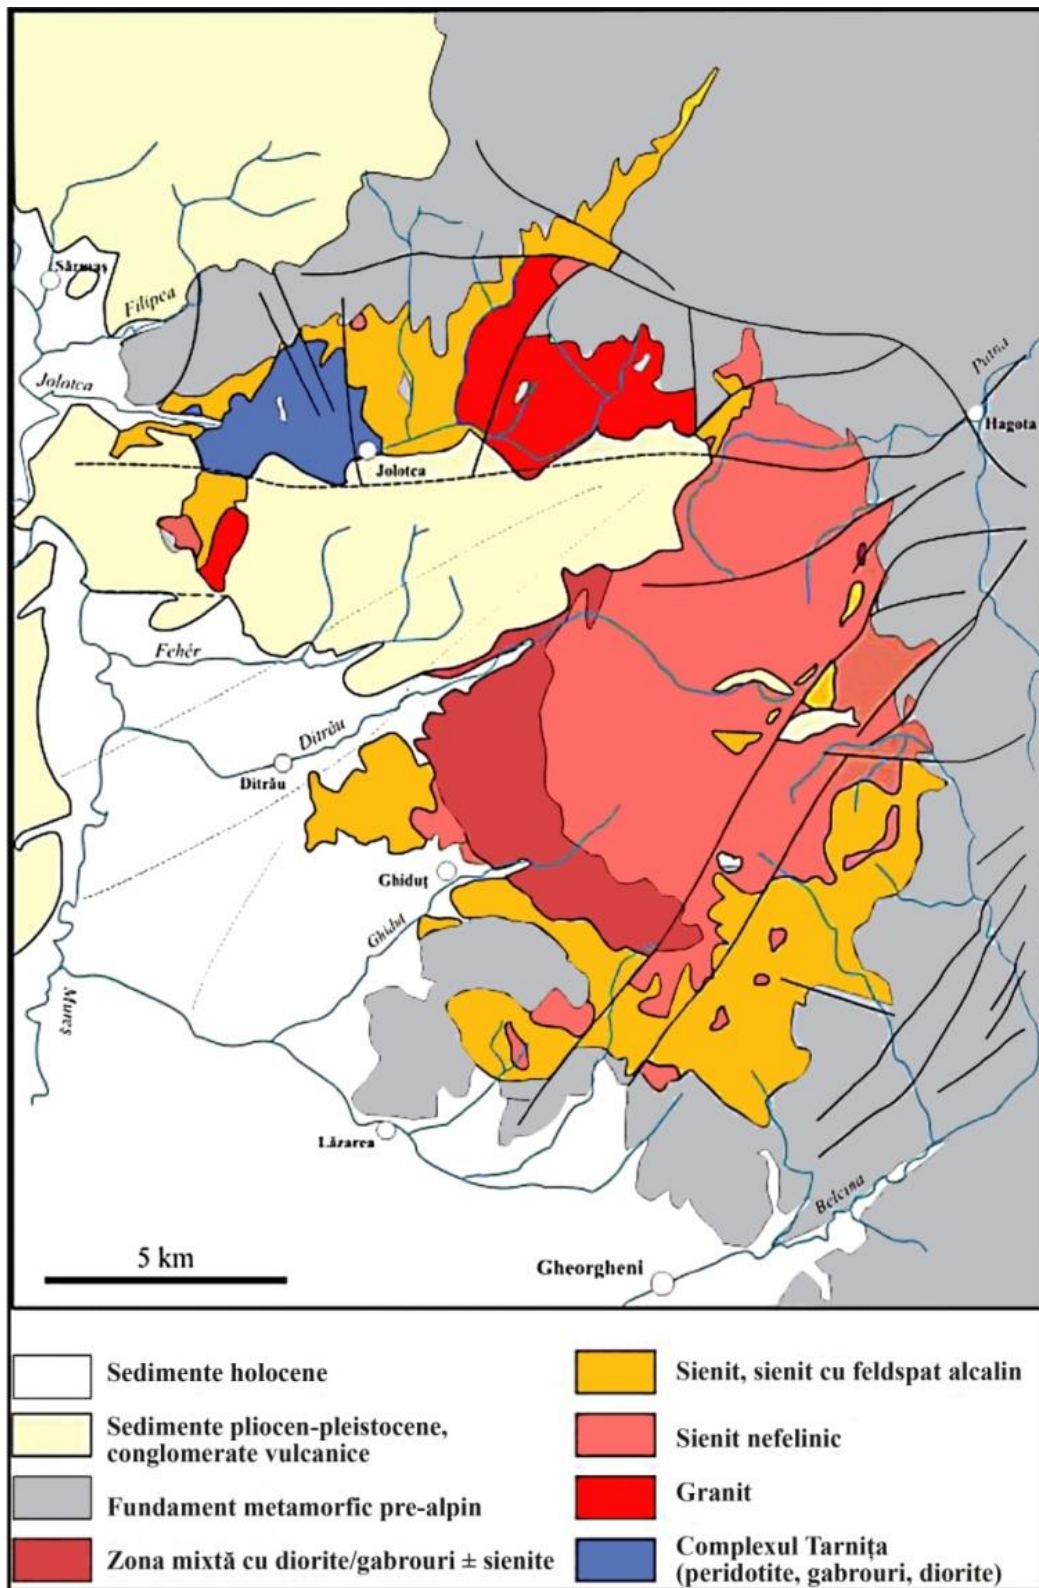 Sărmaș
Filipea
Jolotca
Putna
Hagota
Jolotca
Fehér
Ditrău
Ditrău
Ghiduț
Ghiduț
Mureș
Lăzarea
Belcina
5 km
Gheorgheni
Sedimente holocene
Sedimente pliocen-pleistocene,
conglomerate vulcanice
Fundament metamorfic pre-alpin
Zona mixtă cu diorite/gabrouri ± sienite
Sienit, sienit cu feldspat alcalin
Sienit nefelinic
Granit
Complexul Tarnița
(peridotite, gabrouri, diorite)